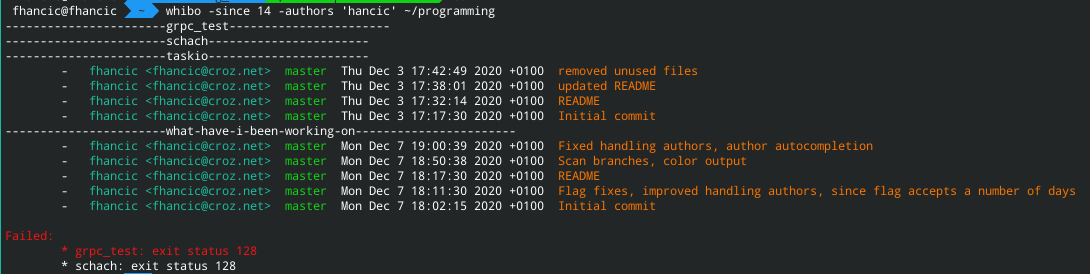 fhancic@fhancic ~ whibo -since 14 -authors 'hancic' ~/programming
-----------------------grpc_test-----------------------
-----------------------schach-----------------------
-----------------------taskio-----------------------
- fhancic <fhancic@croz.net> master Thu Dec 3 17:42:49 2020 +0100 removed unused files
- fhancic <fhancic@croz.net> master Thu Dec 3 17:38:01 2020 +0100 updated README
- fhancic <fhancic@croz.net> master Thu Dec 3 17:32:14 2020 +0100 README
- fhancic <fhancic@croz.net> master Thu Dec 3 17:17:30 2020 +0100 Initial commit
-----------------------what-have-i-been-working-on-----------------------
- fhancic <fhancic@croz.net> master Mon Dec 7 19:00:39 2020 +0100 Fixed handling authors, author autocompletion
- fhancic <fhancic@croz.net> master Mon Dec 7 18:50:38 2020 +0100 Scan branches, color output
- fhancic <fhancic@croz.net> master Mon Dec 7 18:17:30 2020 +0100 README
- fhancic <fhancic@croz.net> master Mon Dec 7 18:11:30 2020 +0100 Flag fixes, improved handling authors, since flag accepts a number of days
- fhancic <fhancic@croz.net> master Mon Dec 7 18:02:15 2020 +0100 Initial commit
Failed:
* grpc_test: exit status 128
* schach: exit status 128